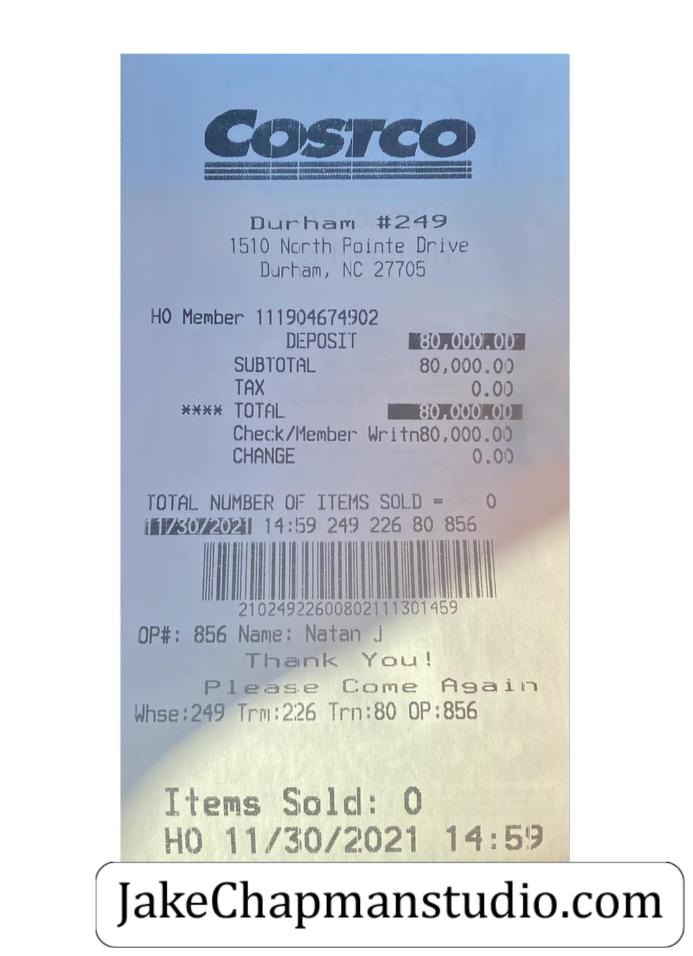 COSTCO
Durham #249
1510 North Pointe Drive
Durham, NC 27705
HO Member 111904674902
DEPOSIT 80,000.00
SUBTOTAL 80,000.00
TAX 0.00
**** TOTAL 80,000.00
Check/Member Writn80,000.00
CHANGE 0.00
TOTAL NUMBER OF ITEMS SOLD = 0
11/30/2021 14:59 249 226 80 856
21024922600802111301459
OP#: 856 Name: Natan J
Thank You!
Please Come Again
Whse:249 Trm:226 Trn:80 OP:856
Items Sold: 0
HO 11/30/2021 14:59
JakeChapmanstudio.com